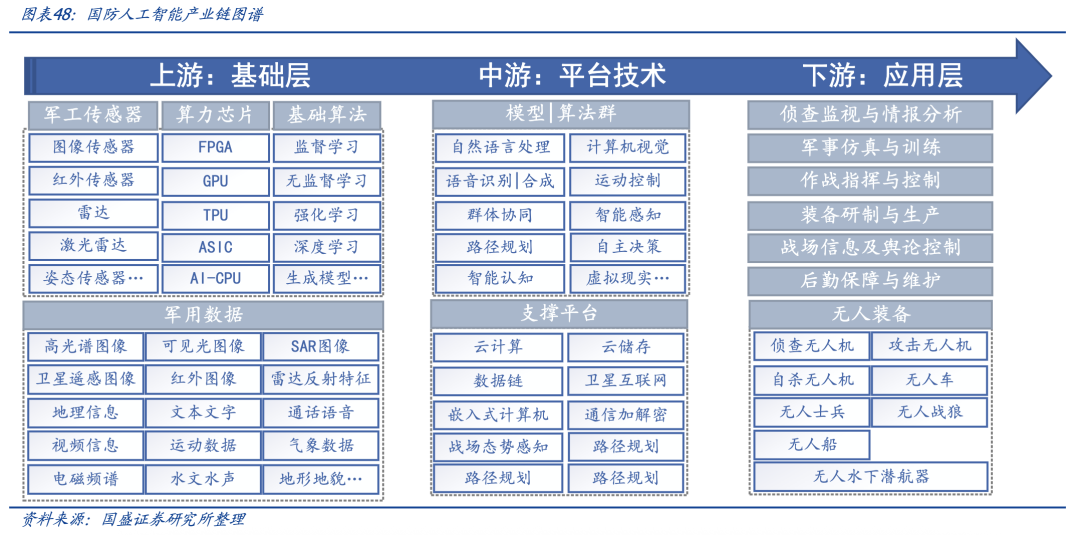 图表48：国防人工智能产业链图谱
上游：基础层 中游：平台技术 下游：应用层
军工传感器 算力芯片 基础算法
图像传感器 FPGA 监督学习
红外传感器 GPU 无监督学习
雷达 TPU 强化学习
激光雷达 ASIC 深度学习
姿态传感器… AI-CPU 生成模型…
军用数据
高光谱图像 可见光图像 SAR图像
卫星遥感图像 红外图像 雷达反射特征
地理信息 文本文字 通话语音
视频信息 运动数据 气象数据
电磁频谱 水文水声 地形地貌…
模型|算法群
自然语言处理 计算机视觉
语音识别|合成 运动控制
群体协同 智能感知
路径规划 自主决策
智能认知 虚拟现实…
支撑平台
云计算 云储存
数据链 卫星互联网
嵌入式计算机 通信加解密
战场态势感知 路径规划
路径规划 路径规划
侦查监视与情报分析
军事仿真与训练
作战指挥与控制
装备研制与生产
战场信息及舆论控制
后勤保障与维护
无人装备
侦查无人机 攻击无人机
自杀无人机 无人车
无人士兵 无人战狼
无人船
无人水下潜航器
资料来源：国盛证券研究所整理